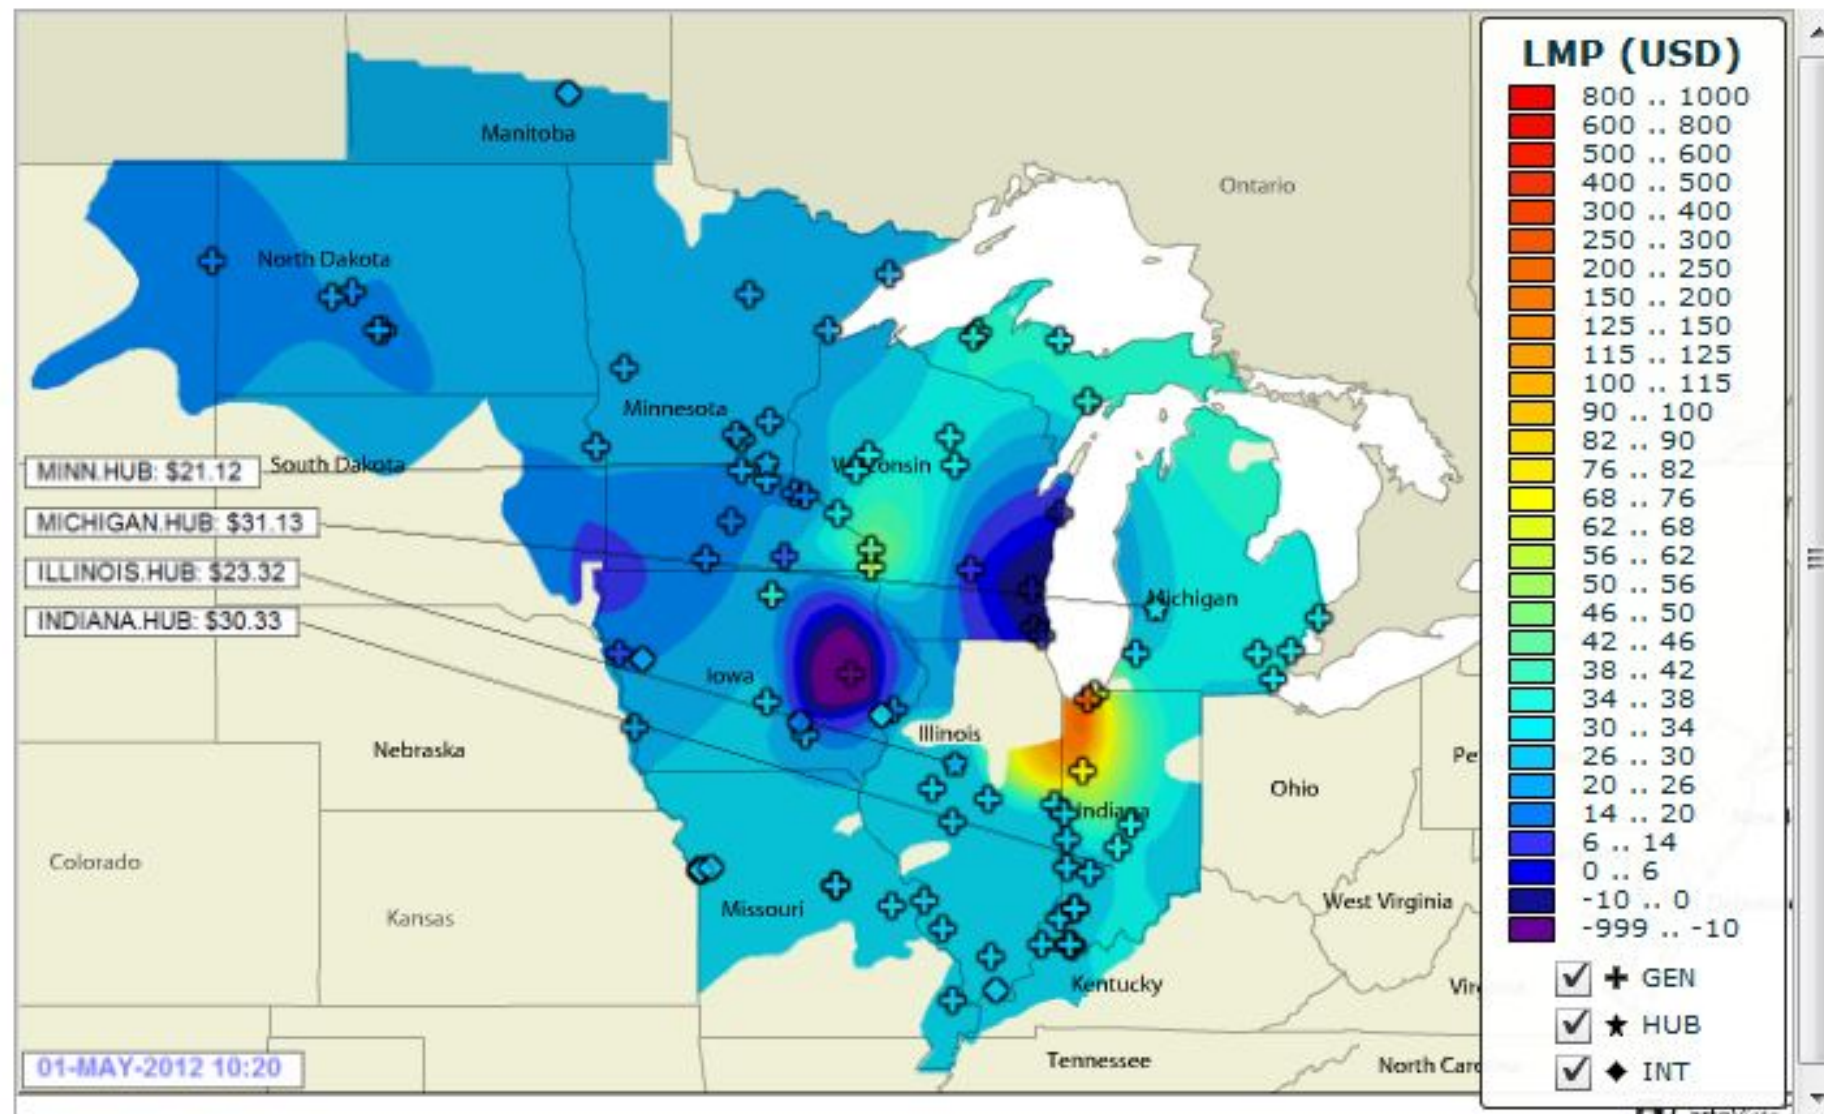 Manitoba
Ontario
North Dakota
Minnesota
South Dakota
Wisconsin
MINN.HUB: $21.12
MICHIGAN.HUB: $31.13
ILLINOIS.HUB: $23.32
INDIANA.HUB: $30.33
Michigan
Iowa
Illinois
Nebraska
Ohio
Indiana
Colorado
Kansas
Missouri
West Virginia
Kentucky
Tennessee
North Caro
01-MAY-2012 10:20
LMP (USD)
800 .. 1000
600 .. 800
500 .. 600
400 .. 500
300 .. 400
250 .. 300
200 .. 250
150 .. 200
125 .. 150
115 .. 125
100 .. 115
90 .. 100
82 .. 90
76 .. 82
68 .. 76
62 .. 68
56 .. 62
50 .. 56
46 .. 50
42 .. 46
38 .. 42
34 .. 38
30 .. 34
26 .. 30
20 .. 26
14 .. 20
6 .. 14
0 .. 6
-10 .. 0
-999 .. -10
GEN
HUB
INT